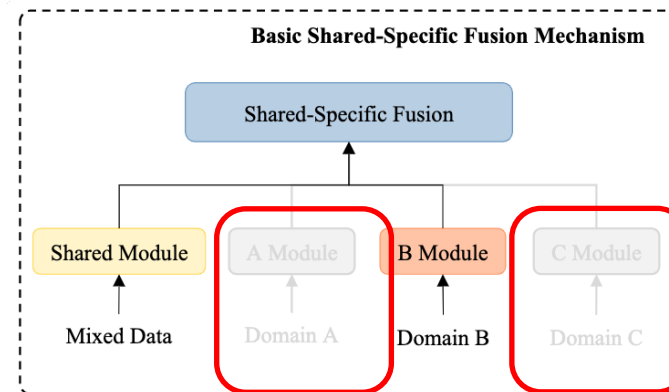 Basic Shared-Specific Fusion Mechanism
Shared-Specific Fusion
Shared Module
A Module
B Module
C Module
Mixed Data
Domain A
Domain B
Domain C